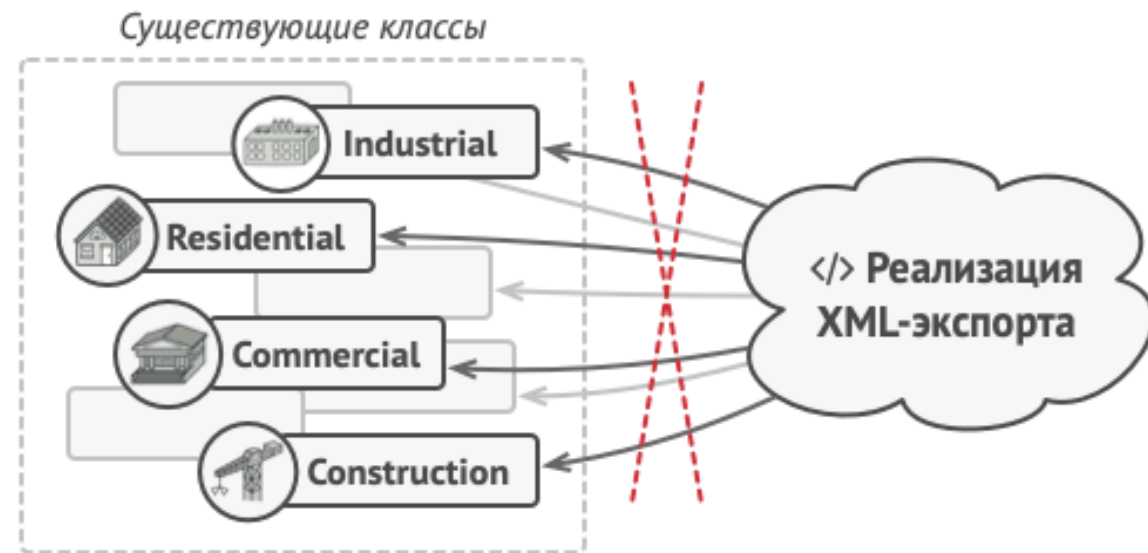 Существующие классы
Industrial
Residential
Commercial
Construction
</> Реализация
XML-экспорта